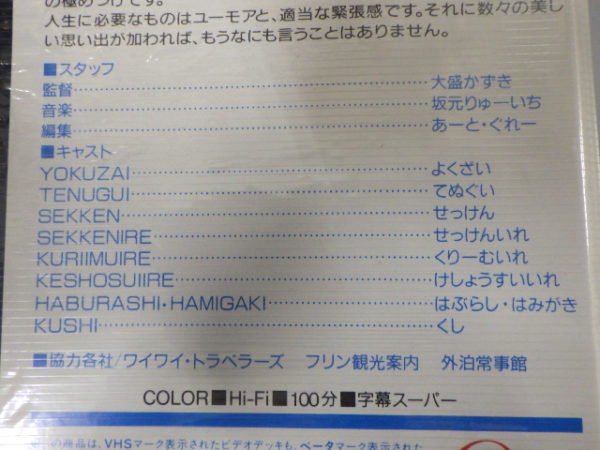 の極めつけです。
人生に必要なものはユーモアと、適当な緊張感です。それに数々の美し
い思い出が加われば、もうなにも言うことはありません。
■スタッフ
監督 大盛かずき
音楽 坂元りゅーいち
編集 あーと・ぐれー
■キャスト
YOKUZAI よくざい
TENUGUI てぬぐい
SEKKEN せっけん
SEKKENIRE せっけんいれ
KURIIMUIRE くりーむいれ
KESHOSUIIRE けしょうすいいれ
HABURASHI・HAMIGAKI はぶらし・はみがき
KUSHI くし
■協力各社/ワイワイ・トラベラーズ フリン観光案内 外泊常事館
COLOR■Hi-Fi■100分■字幕スーパー
の商品は、VHSマーク表示されたビデオデッキも、ベータマーク表示された